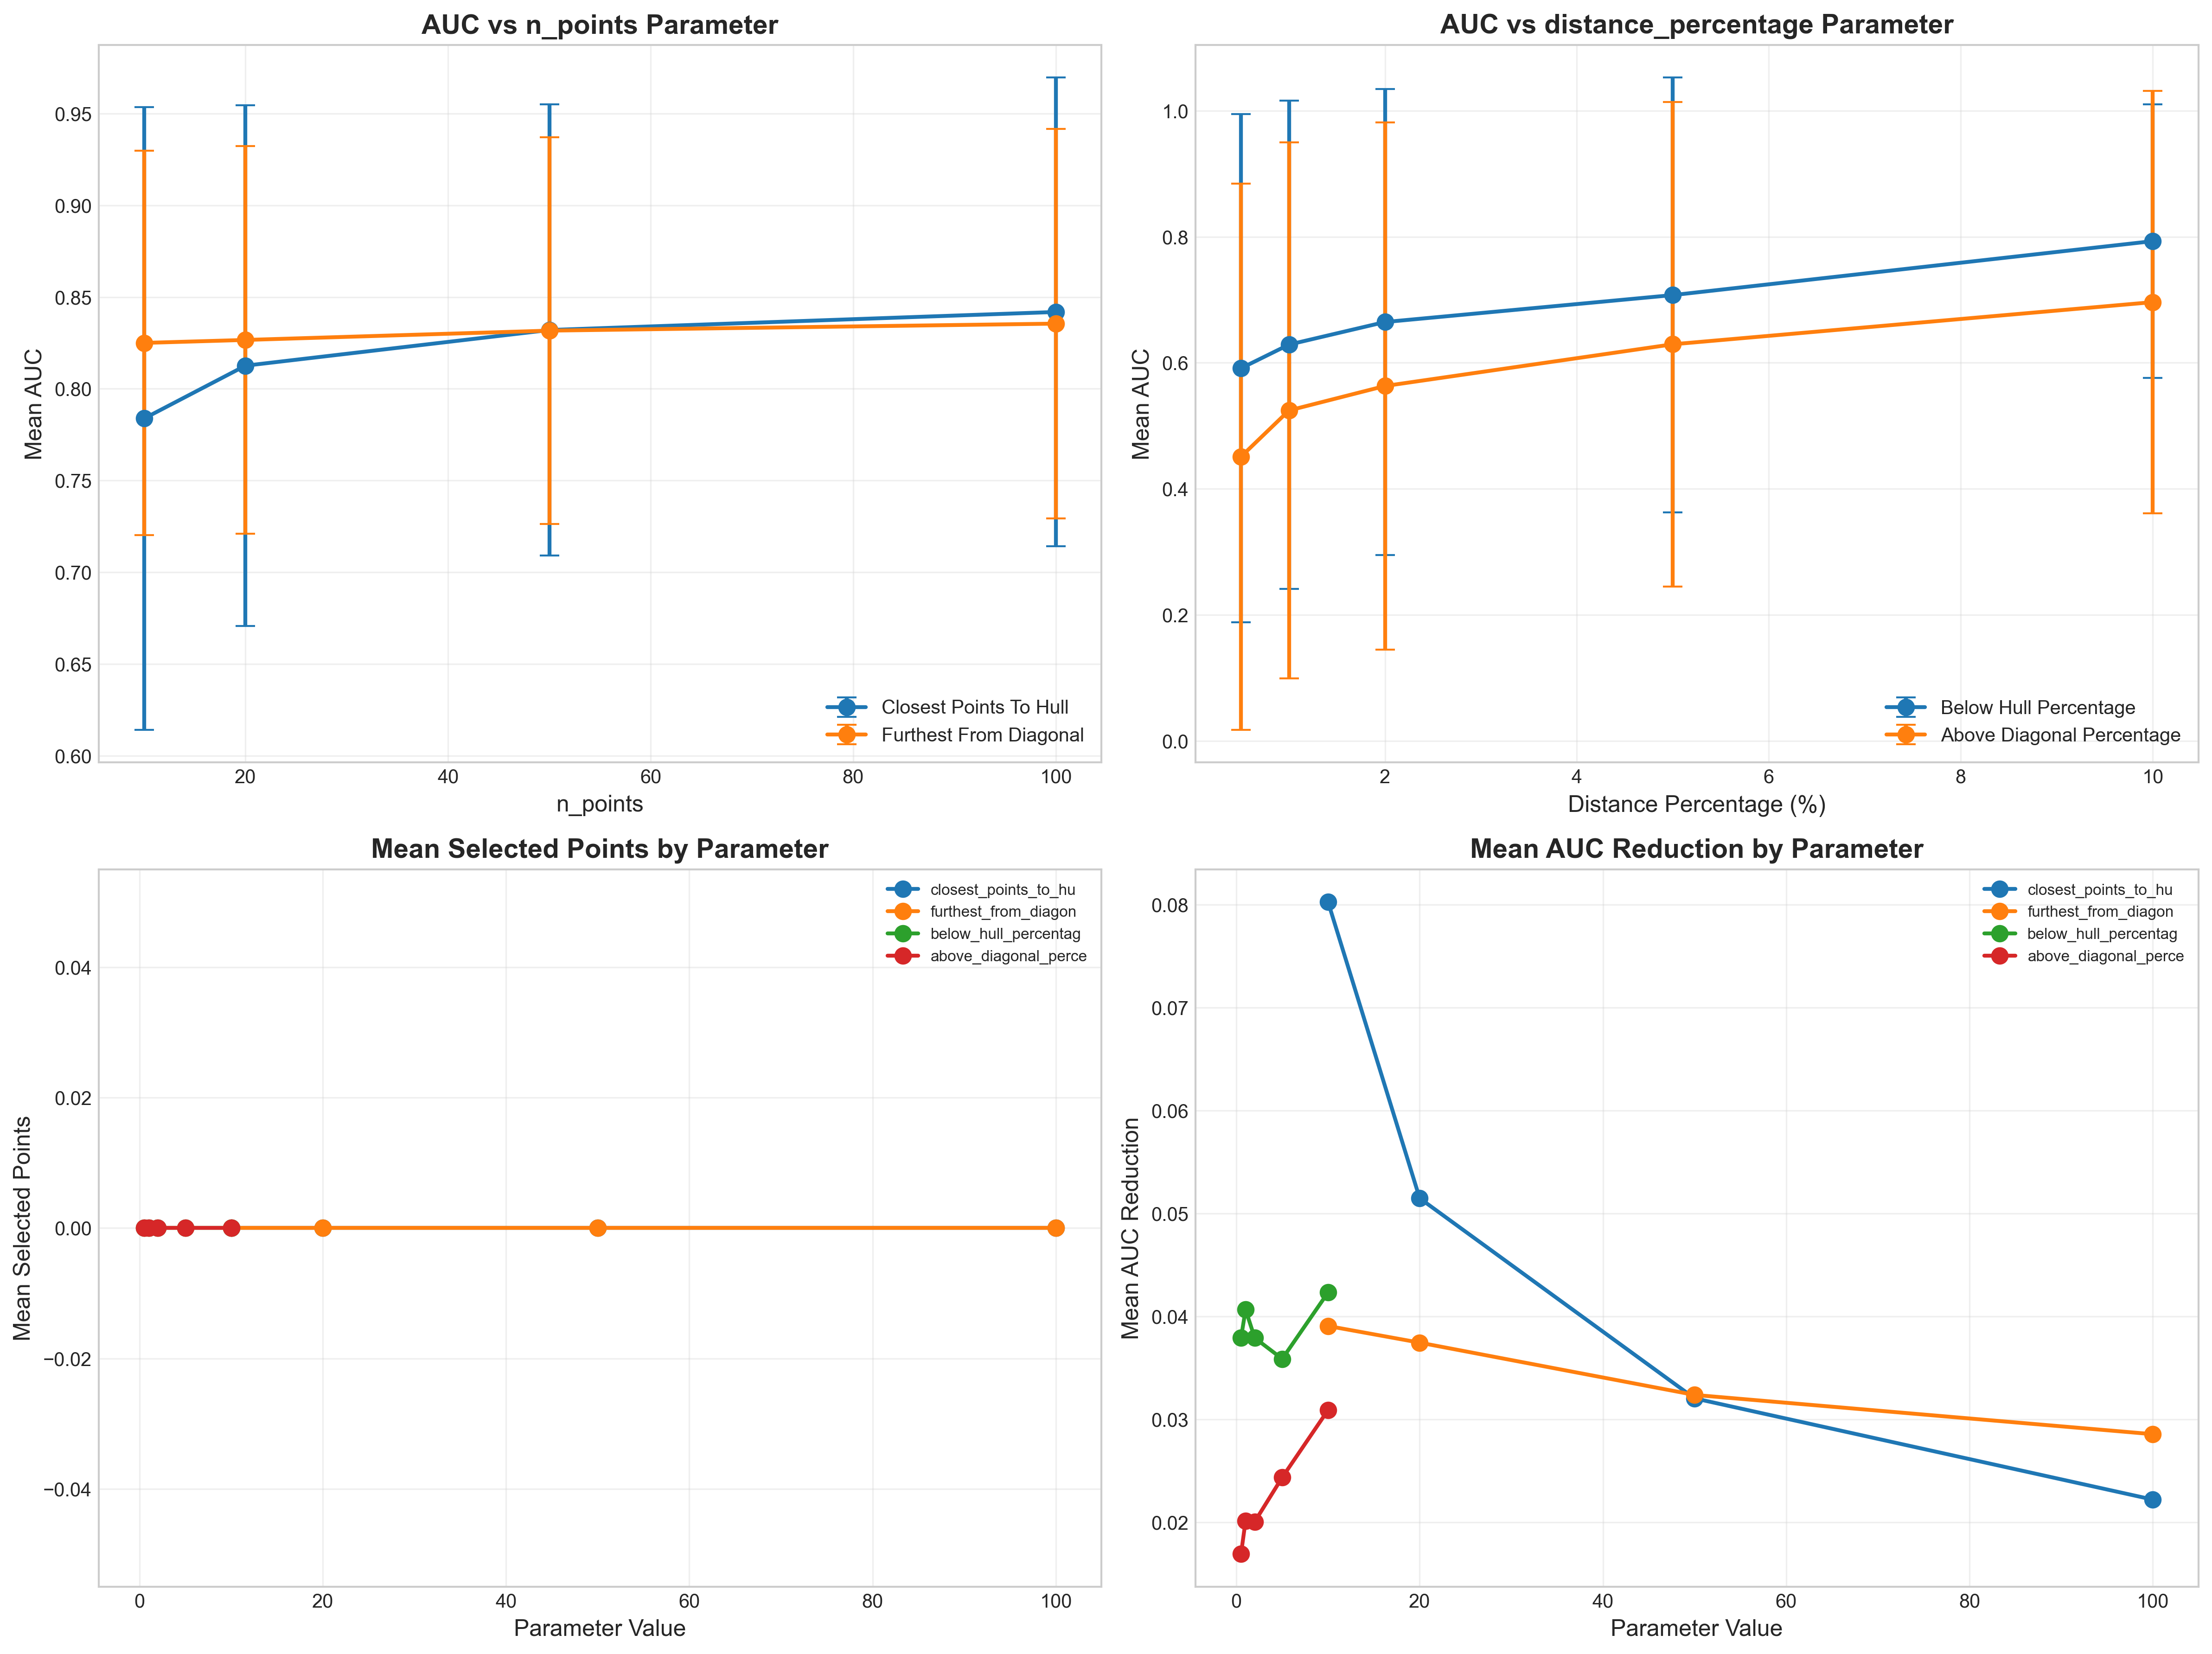 AUC vs n_points Parameter
0.95
0.90
0.85
0.80
0.75
0.70
0.65
0.60
Mean AUC
20
40
60
80
100
n_points
Closest Points To Hull
Furthest From Diagonal
AUC vs distance_percentage Parameter
1.0
0.8
0.6
0.4
0.2
0.0
Mean AUC
2
4
6
8
10
Distance Percentage (%)
Below Hull Percentage
Above Diagonal Percentage
Mean Selected Points by Parameter
0.04
0.02
0.00
−0.02
−0.04
Mean Selected Points
0
20
40
60
80
100
Parameter Value
closest_points_to_hu
furthest_from_diagon
below_hull_percentag
above_diagonal_perce
Mean AUC Reduction by Parameter
0.08
0.07
0.06
0.05
0.04
0.03
0.02
Mean AUC Reduction
0
20
40
60
80
100
Parameter Value
closest_points_to_hu
furthest_from_diagon
below_hull_percentag
above_diagonal_perce